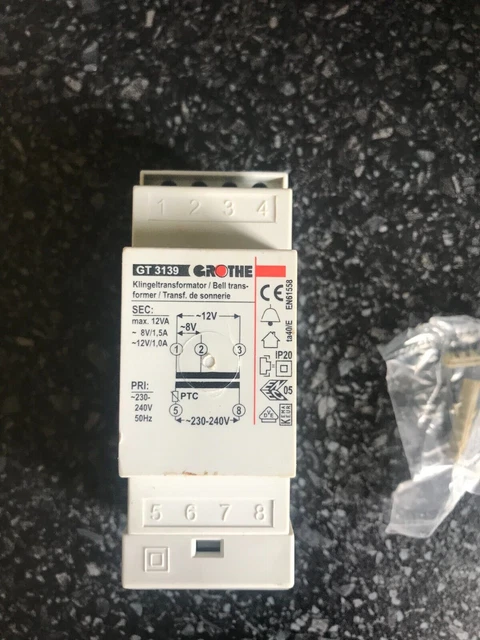 1 2 3 4
GT 3139 GROTHE
Klingeltransformator / Bell trans-
former / Transf. de sonnerie
SEC:
max. 12VA
~ 8V/1,5A
~12V/1,0A
~12V
~8V
1 2 3
PRI:
~230-
240V
50Hz
PTC
5 8
~230-240V
CE
EN61558
ta40/E
IP20
05
KEMA
KEUR
5 6 7 8